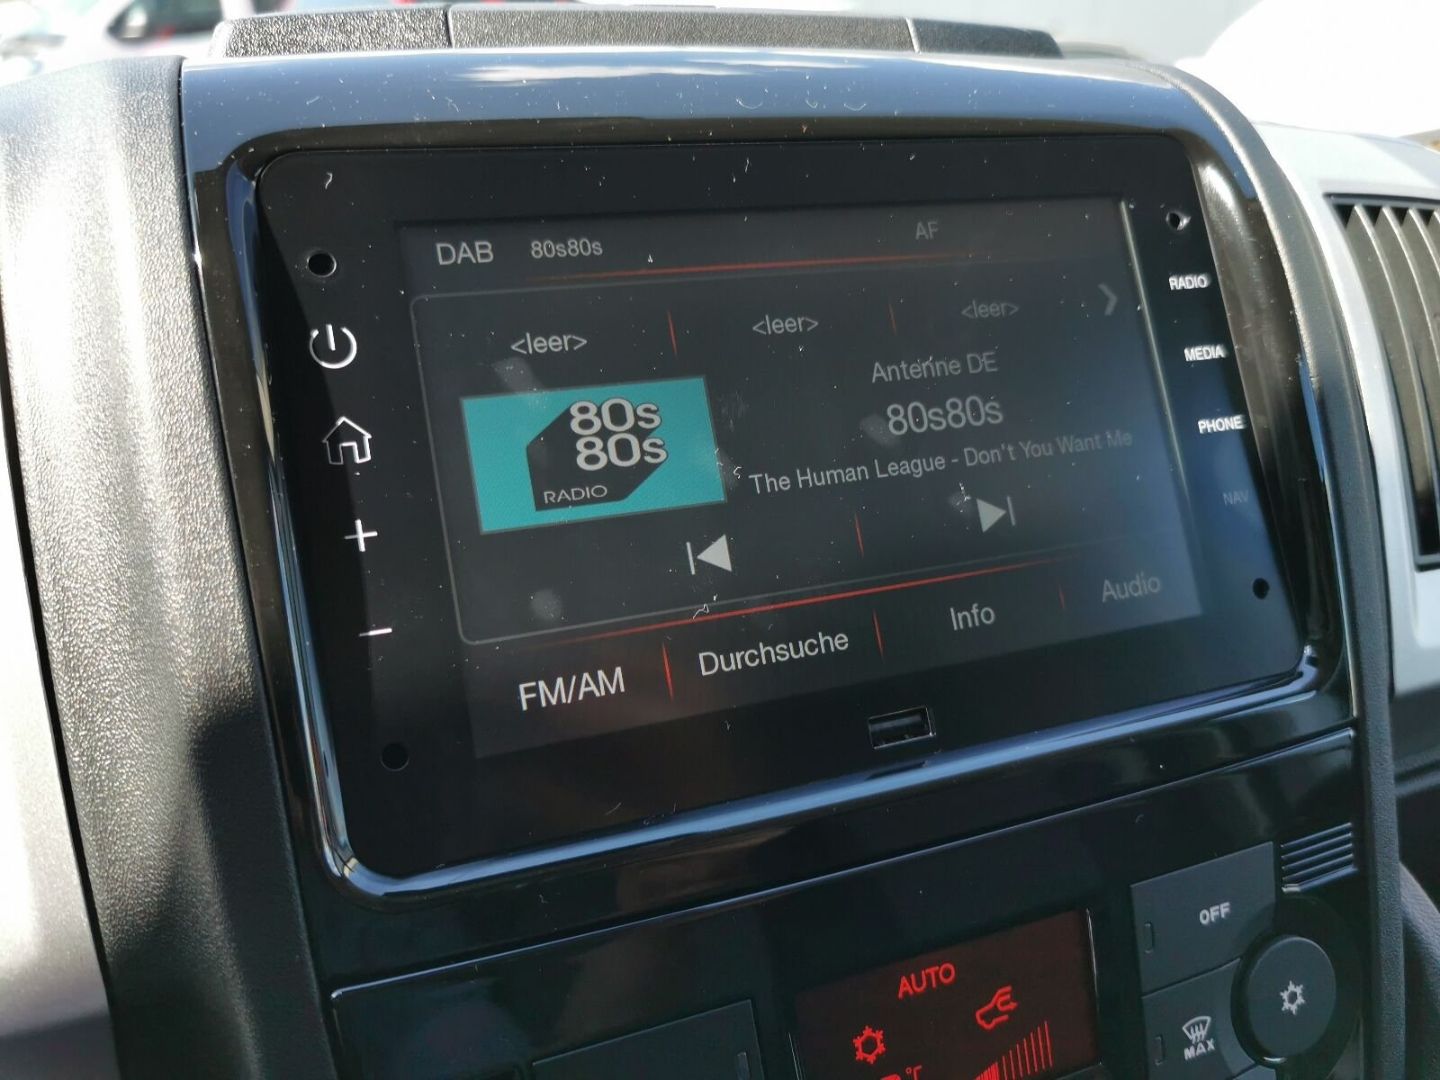 DAB 80s80s AF
<leer> <leer> <leer>
80s
80s
RADIO
Antenne DE
80s80s
The Human League - Don't You Want Me
FM/AM Durchsuche Info Audio
RADIO
MEDIA
PHONE
NAV
OFF
AUTO
MAX
°C